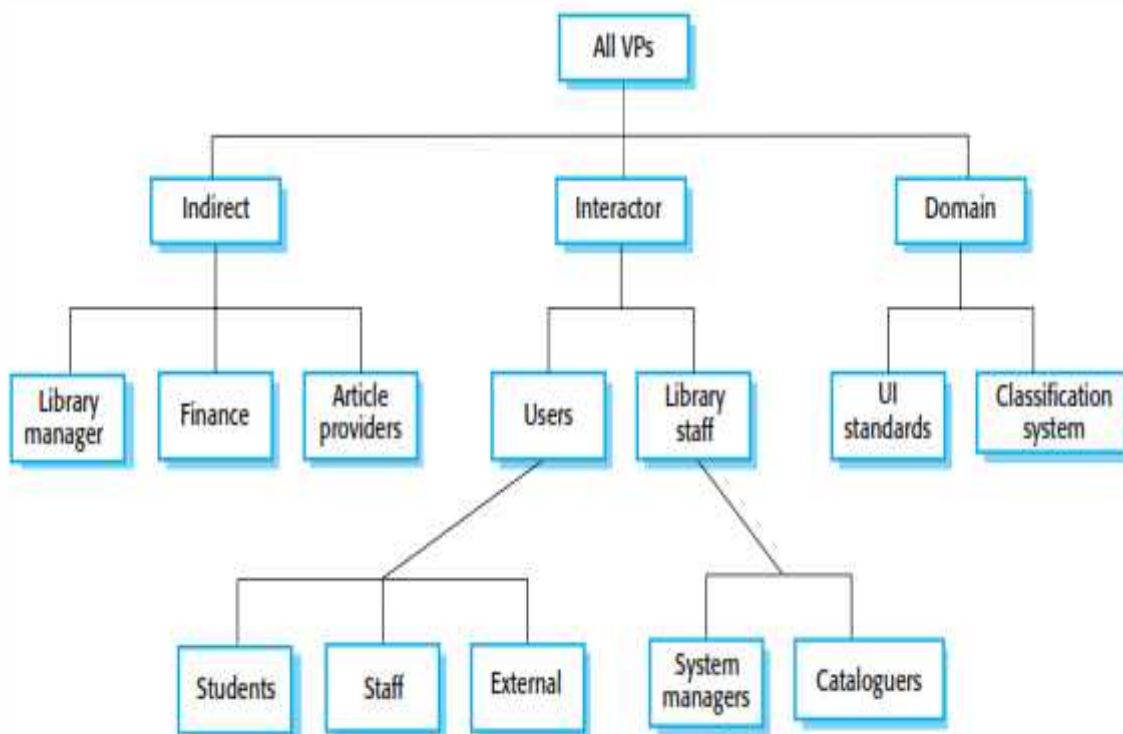 All VPs
Indirect
Interactor
Domain
Library
manager
Finance
Article
providers
Users
Library
staff
UI
standards
Classification
system
Students
Staff
External
System
managers
Cataloguers